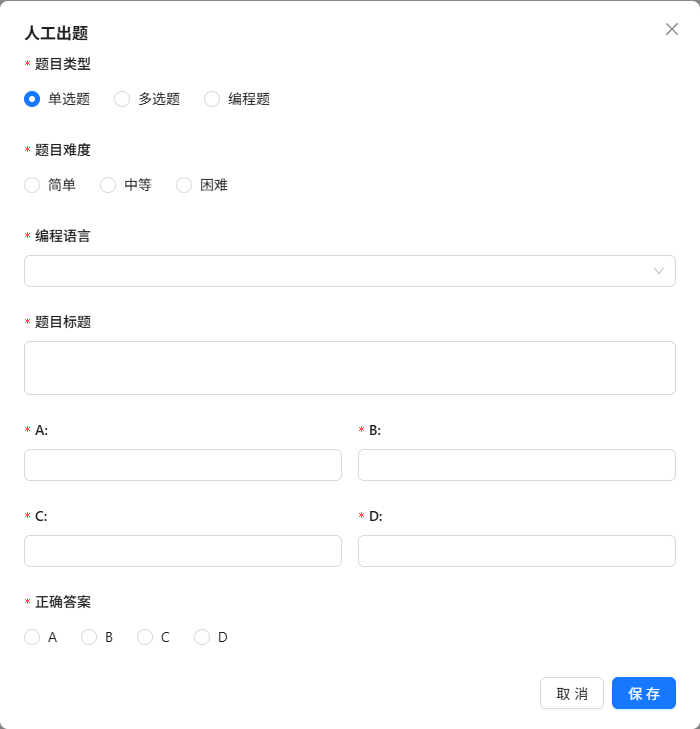 人工出题
* 题目类型
单选题 多选题 编程题
* 题目难度
简单 中等 困难
* 编程语言
* 题目标题
* A: * B:
* C: * D:
* 正确答案
A B C D
取 消 保 存